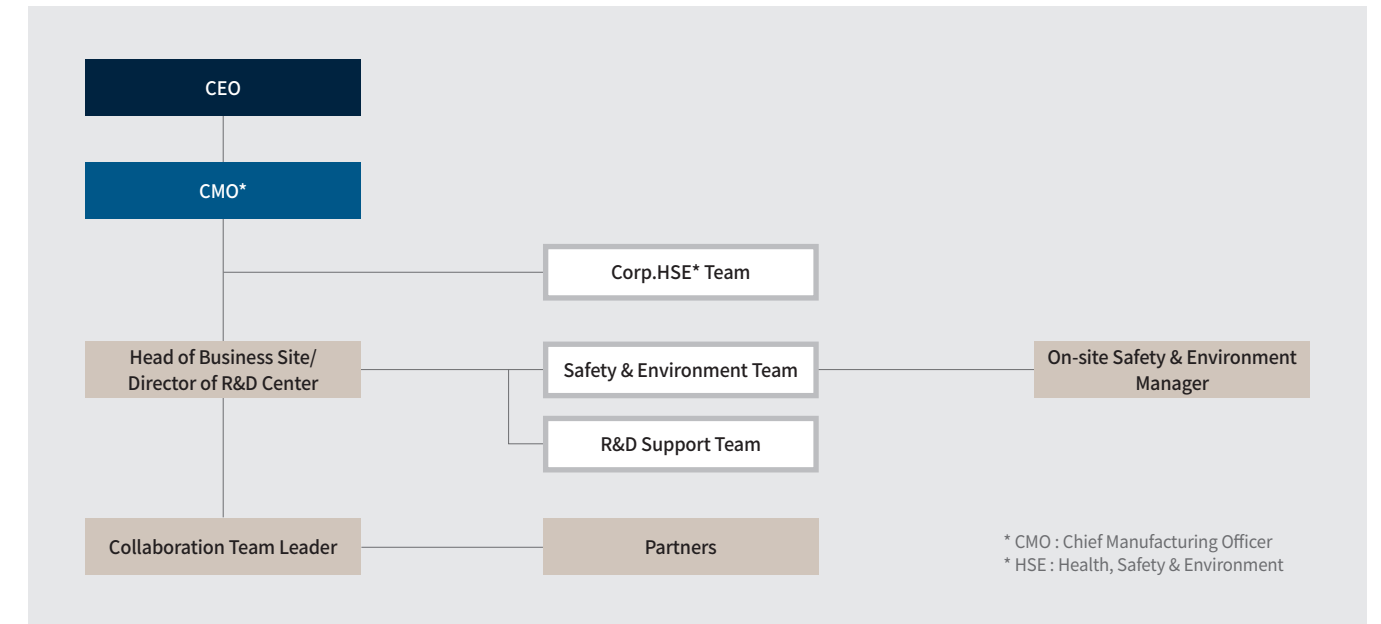 CEO
CMO*
Corp.HSE* Team
Head of Business Site/
Director of R&D Center
Safety & Environment Team
On-site Safety & Environment
Manager
R&D Support Team
Collaboration Team Leader
Partners
* CMO : Chief Manufacturing Officer
* HSE : Health, Safety & Environment